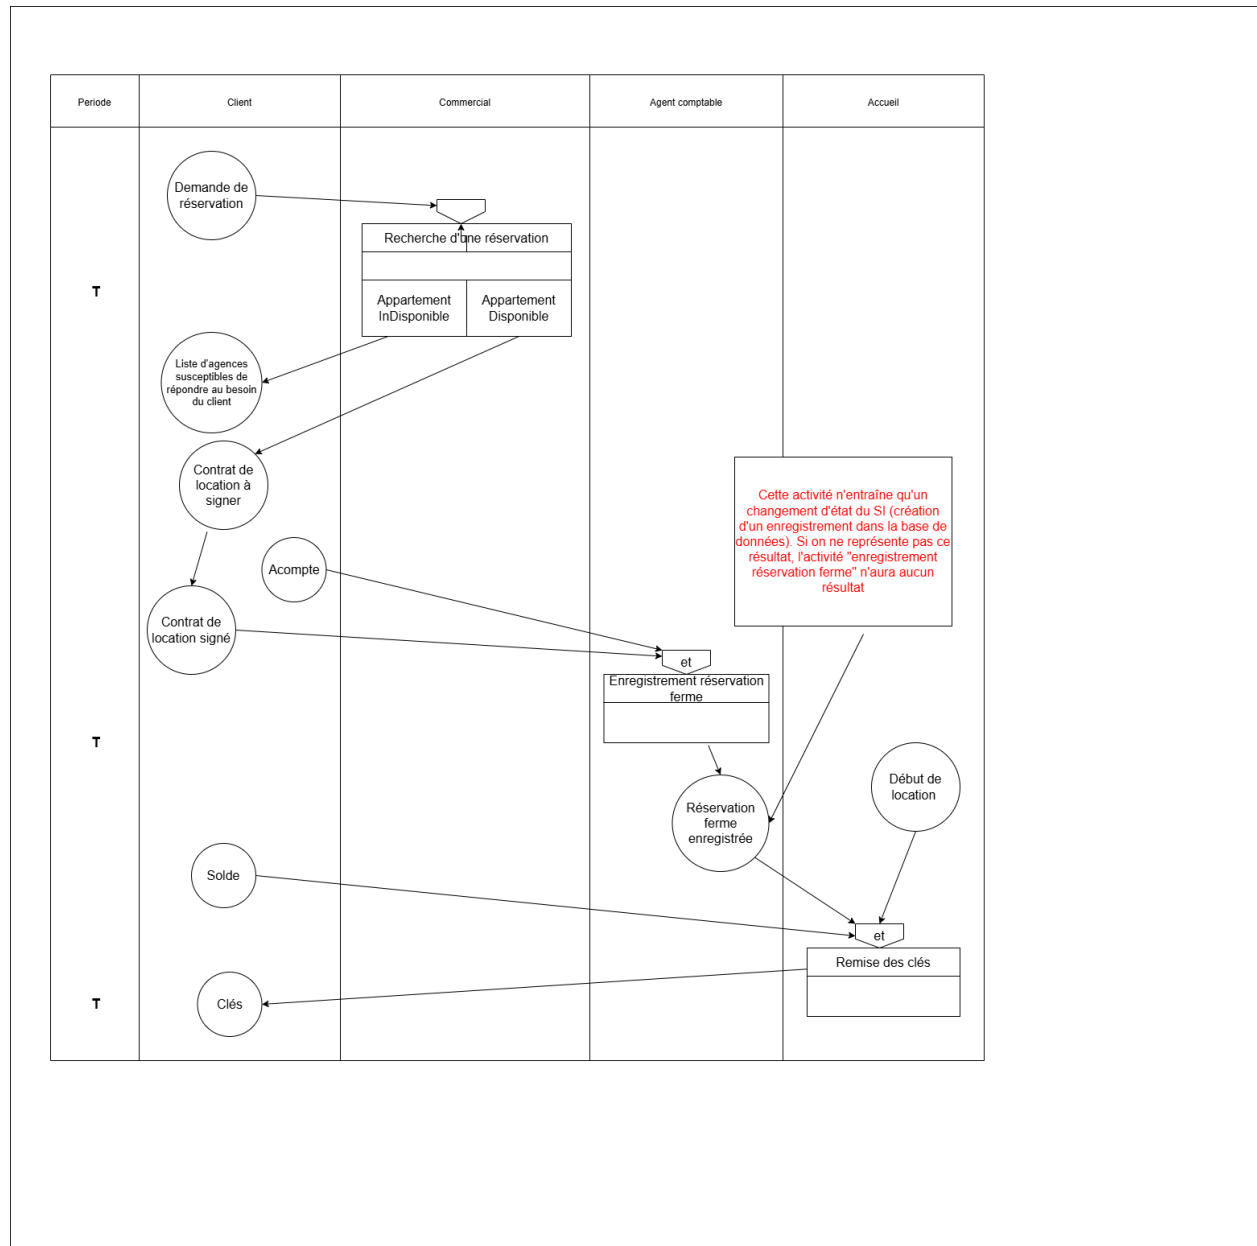 Periode
Client
Commercial
Agent comptable
Accueil
Demande de
réservation
Recherche d'une réservation
T
Appartement
InDisponible
Appartement
Disponible
Liste d'agences
susceptibles de
répondre au besoin
du client
Contrat de
location à
signer
Cette activité n'entraîne qu'un
changement d'état du SI (création
d'un enregistrement dans la base de
données). Si on ne représente pas ce
résultat, l'activité "enregistrement
réservation ferme" n'aura aucun
résultat
Acompte
Contrat de
location signé
et
Enregistrement réservation
ferme
T
Réservation
ferme
enregistrée
Début de
location
Solde
et
Remise des clés
T
Clés